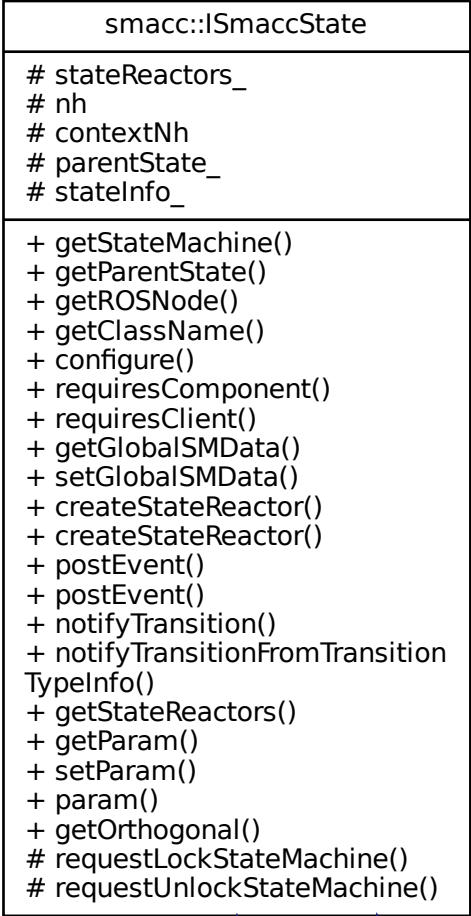 smacc::ISmaccState
# stateReactors_
# nh
# contextNh
# parentState_
# stateInfo_
+ getStateMachine()
+ getParentState()
+ getROSNode()
+ getClassName()
+ configure()
+ requiresComponent()
+ requiresClient()
+ getGlobalSMData()
+ setGlobalSMData()
+ createStateReactor()
+ createStateReactor()
+ postEvent()
+ postEvent()
+ notifyTransition()
+ notifyTransitionFromTransition
TypeInfo()
+ getStateReactors()
+ getParam()
+ setParam()
+ param()
+ getOrthogonal()
# requestLockStateMachine()
# requestUnlockStateMachine()